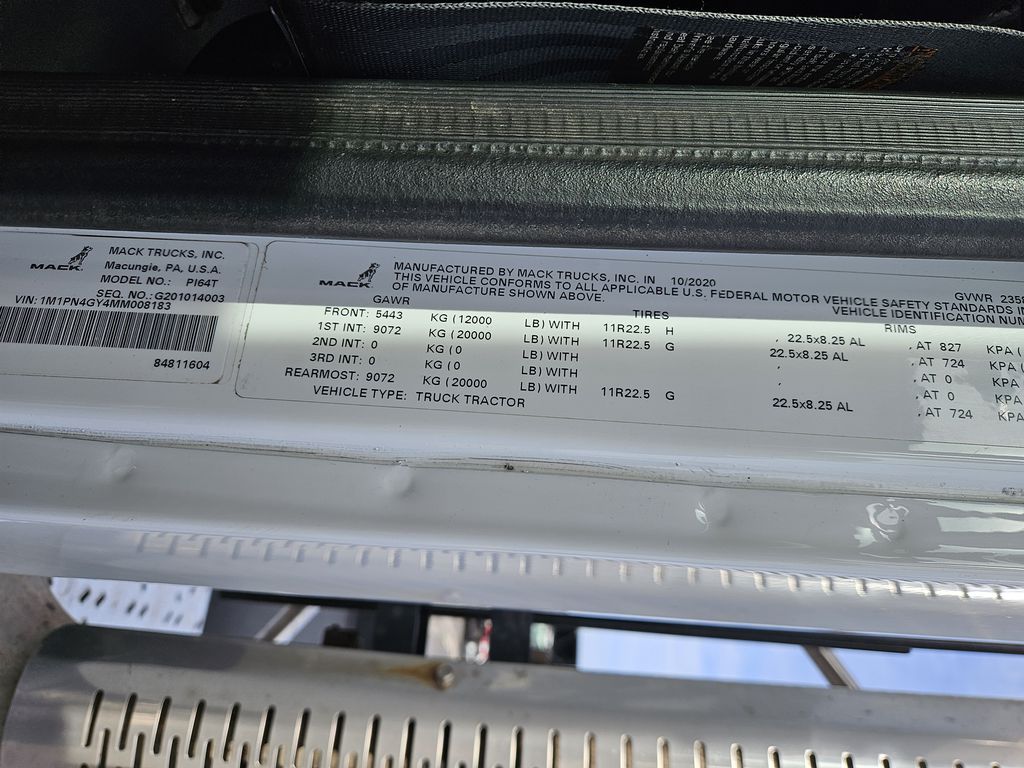 MACK
MACK TRUCKS, INC.
Macungie, PA, U.S.A.
MODEL NO.: PI64T
SEQ. NO.: G201014003
VIN: 1M1PN4GY4MM008183
84811604
MACK
MANUFACTURED BY MACK TRUCKS, INC. IN 10/2020
THIS VEHICLE CONFORMS TO ALL APPLICABLE U.S. FEDERAL MOTOR VEHICLE SAFETY STANDARDS
OF MANUFACTURE SHOWN ABOVE.
GVWR
VEHICLE IDENTIFICATION
GAWR TIRES RIMS
FRONT: 5443 KG (12000 LB) WITH 11R22.5 H , 22.5x8.25 AL , AT 827 KPA (
1ST INT: 9072 KG (20000 LB) WITH 11R22.5 G 22.5x8.25 AL , AT 724 KPA (
2ND INT: 0 KG (0 LB) WITH , , AT 0 KPA
3RD INT: 0 KG (0 LB) WITH , , AT 0 KPA
REARMOST: 9072 KG (20000 LB) WITH 11R22.5 G 22.5x8.25 AL , AT 724 KPA
VEHICLE TYPE: TRUCK TRACTOR